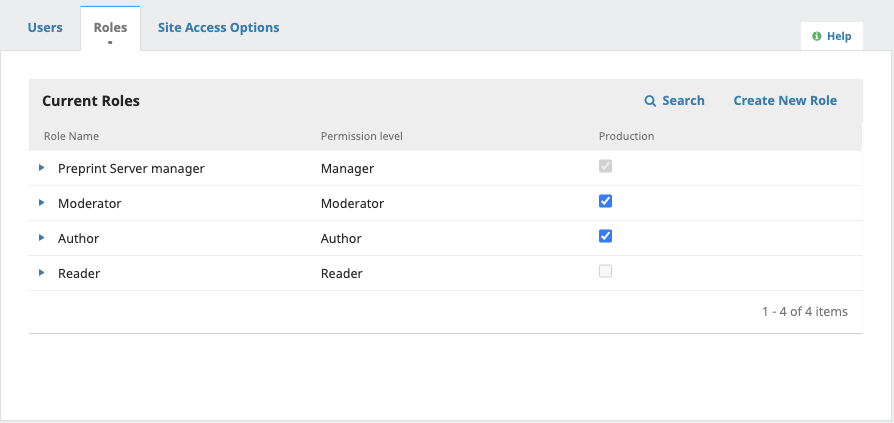 Users Roles Site Access Options
Help
Current Roles Search Create New Role
Role Name Permission level Production
Preprint Server manager Manager
Moderator Moderator
Author Author
Reader Reader
1 - 4 of 4 items